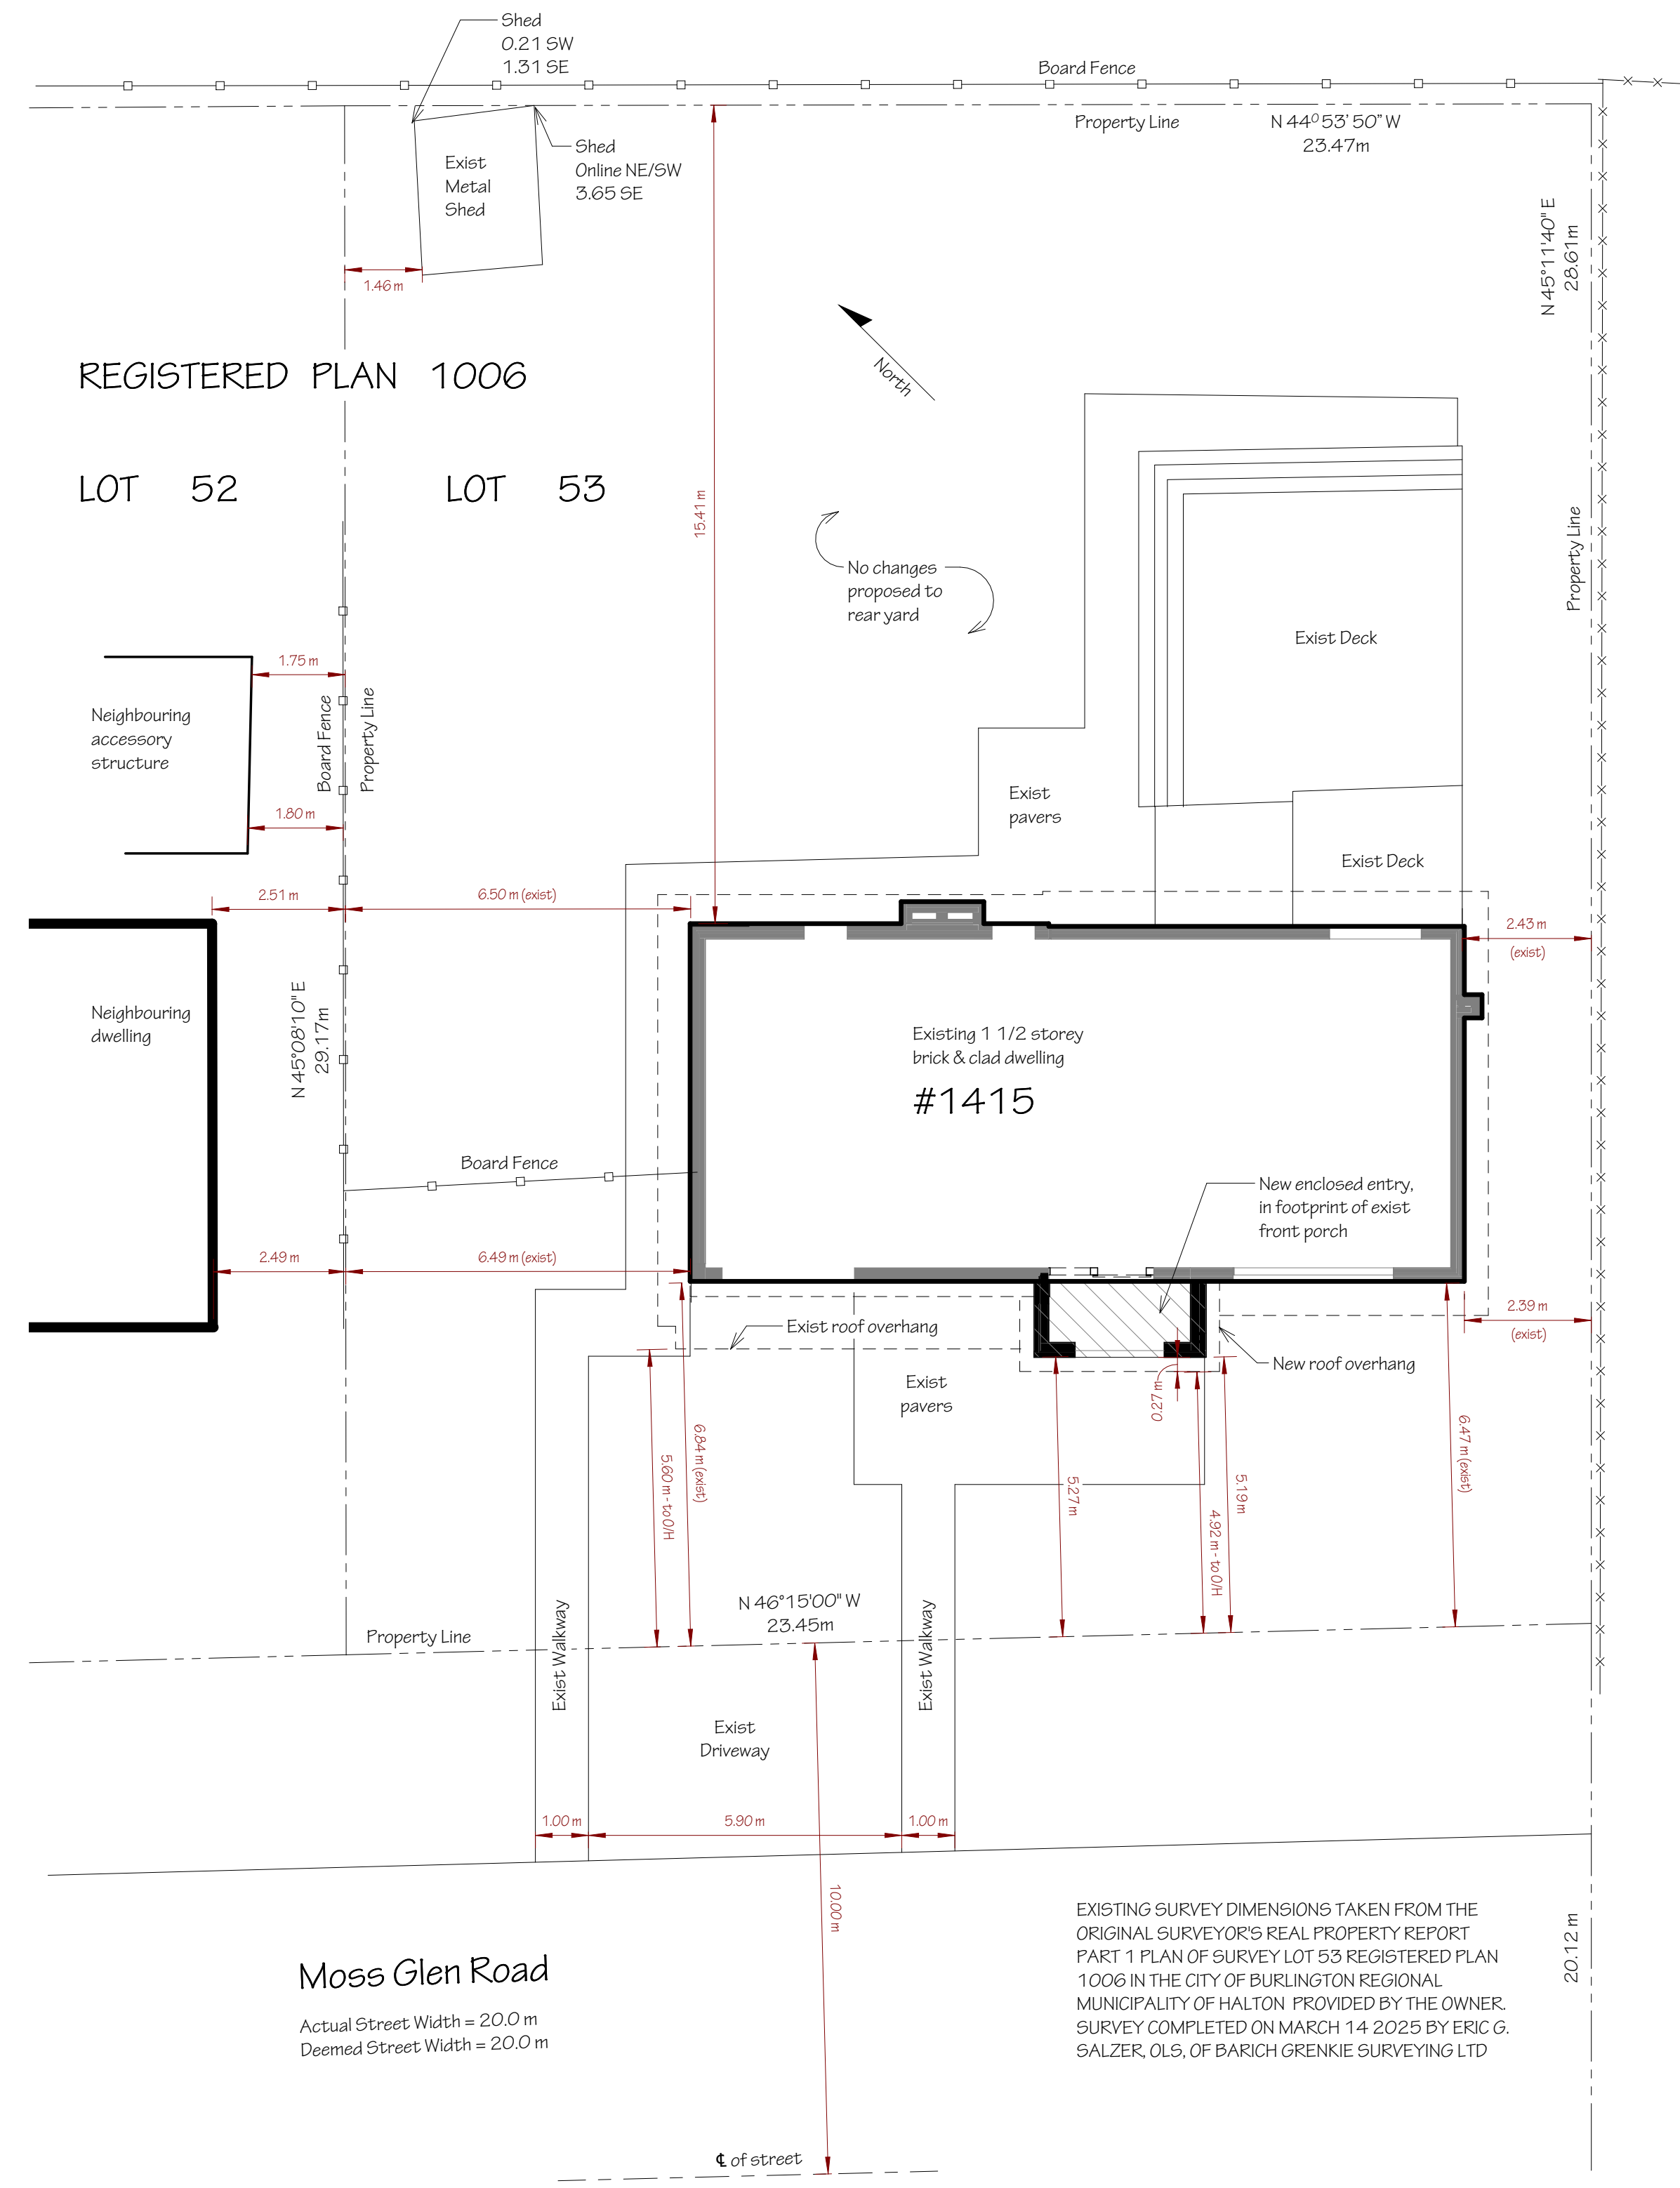 Shed
0.21 SW
1.31 SE
Board Fence
Property Line
N 44⁰ 53' 50" W
23.47m
Shed
Online NE/SW
3.65 SE
Exist
Metal
Shed
1.46 m
N 45°11'40" E
28.61m
North
REGISTERED PLAN 1006
LOT 52
LOT 53
15.41 m
No changes
proposed to
rear yard
Property Line
Exist Deck
1.75 m
Neighbouring
accessory
structure
Board Fence
Property Line
1.80 m
Exist
pavers
Exist Deck
2.51 m
6.50 m (exist)
2.43 m
(exist)
Neighbouring
dwelling
N 45°08'10" E
29.17m
Existing 1 1/2 storey
brick & clad dwelling
#1415
Board Fence
New enclosed entry,
in footprint of exist
front porch
2.49 m
6.49 m (exist)
2.39 m
(exist)
Exist roof overhang
New roof overhang
Exist
pavers
0.27 m
5.60 m - to O/H
6.84 m (exist)
5.27 m
4.92 m - to O/H
5.19 m
6.47 m (exist)
N 46°15'00" W
23.45m
Property Line
Exist Walkway
Exist Walkway
Exist
Driveway
1.00 m
5.90 m
1.00 m
10.00 m
Moss Glen Road
Actual Street Width = 20.0 m
Deemed Street Width = 20.0 m
EXISTING SURVEY DIMENSIONS TAKEN FROM THE
ORIGINAL SURVEYOR'S REAL PROPERTY REPORT
PART 1 PLAN OF SURVEY LOT 53 REGISTERED PLAN
1006 IN THE CITY OF BURLINGTON REGIONAL
MUNICIPALITY OF HALTON PROVIDED BY THE OWNER.
SURVEY COMPLETED ON MARCH 14 2025 BY ERIC G.
SALZER, OLS, OF BARICH GRENKIE SURVEYING LTD
20.12 m
℄ of street